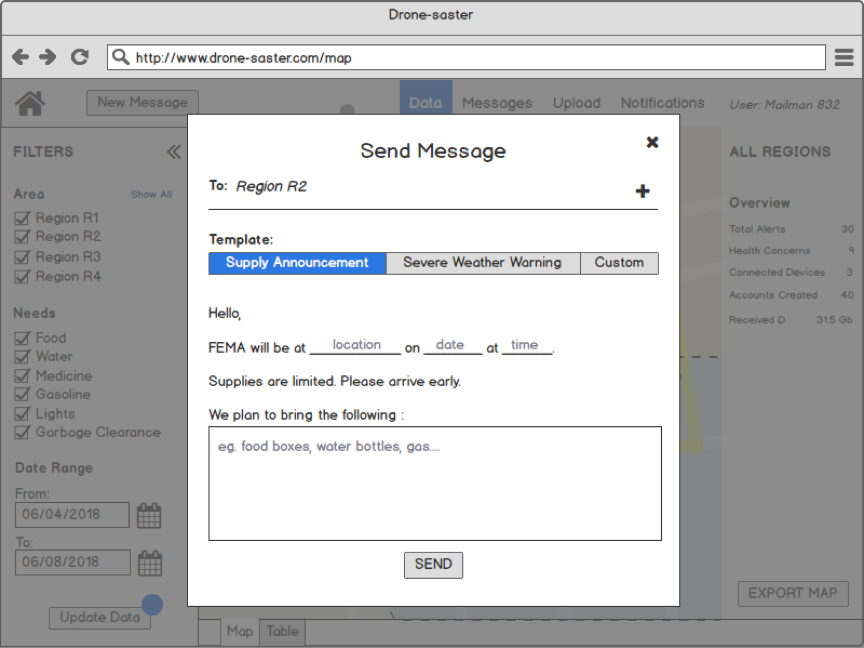 Drone-saster
http://www.drone-saster.com/map
New Message
Data Messages Upload Notifications User: Mailman 832
FILTERS
Area Show All
Region R1
Region R2
Region R3
Region R4
Needs
Food
Water
Medicine
Gasoline
Lights
Garbage Clearance
Date Range
From:
06/04/2018
To:
06/08/2018
Update Data
Send Message
To: Region R2
Template:
Supply Announcement Severe Weather Warning Custom
Hello,
FEMA will be at location on date at time.
Supplies are limited. Please arrive early.
We plan to bring the following :
eg. food boxes, water bottles, gas....
SEND
ALL REGIONS
Overview
Total Alerts 30
Health Concerns 9
Connected Devices 3
Accounts Created 40
Received D 31.5 Gb
EXPORT MAP
Map Table